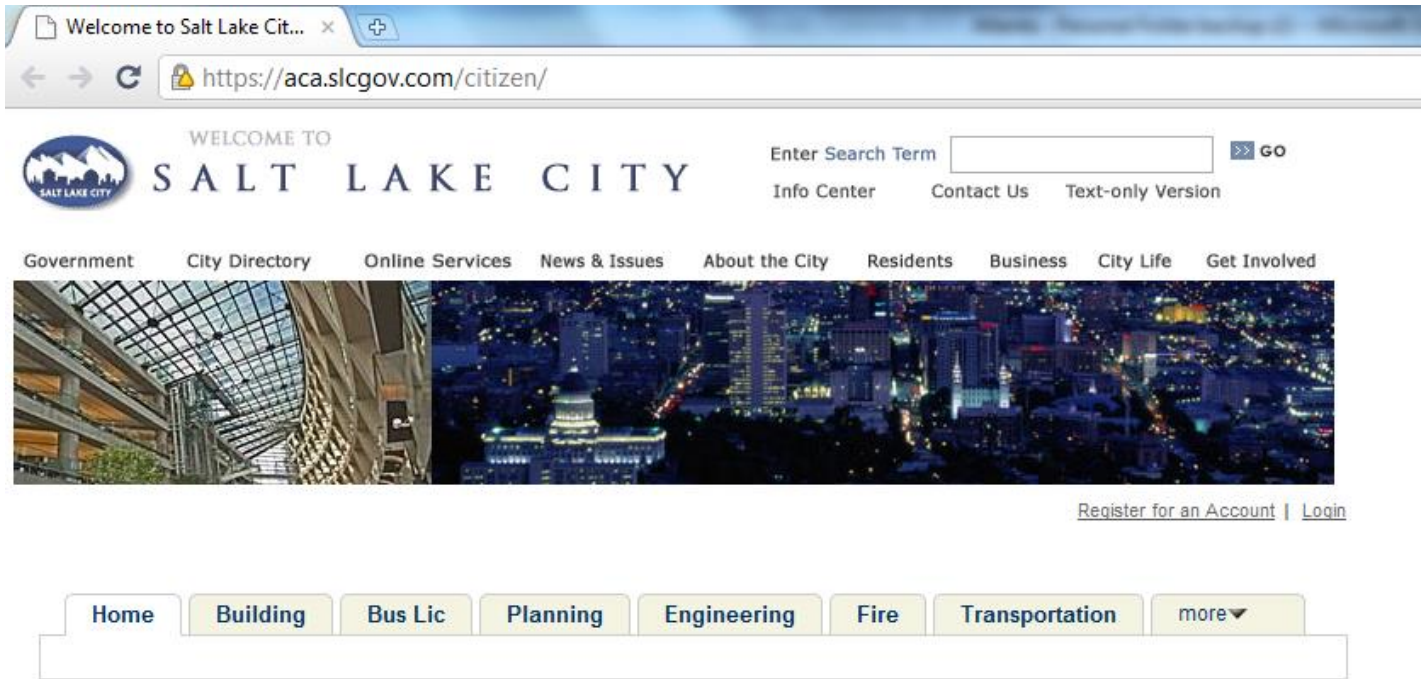 Welcome to Salt Lake Cit...
https://aca.slcgov.com/citizen/
SALT LAKE CITY
WELCOME TO
SALT LAKE CITY
Enter Search Term GO
Info Center Contact Us Text-only Version
Government City Directory Online Services News & Issues About the City Residents Business City Life Get Involved
Register for an Account | Login
Home Building Bus Lic Planning Engineering Fire Transportation more